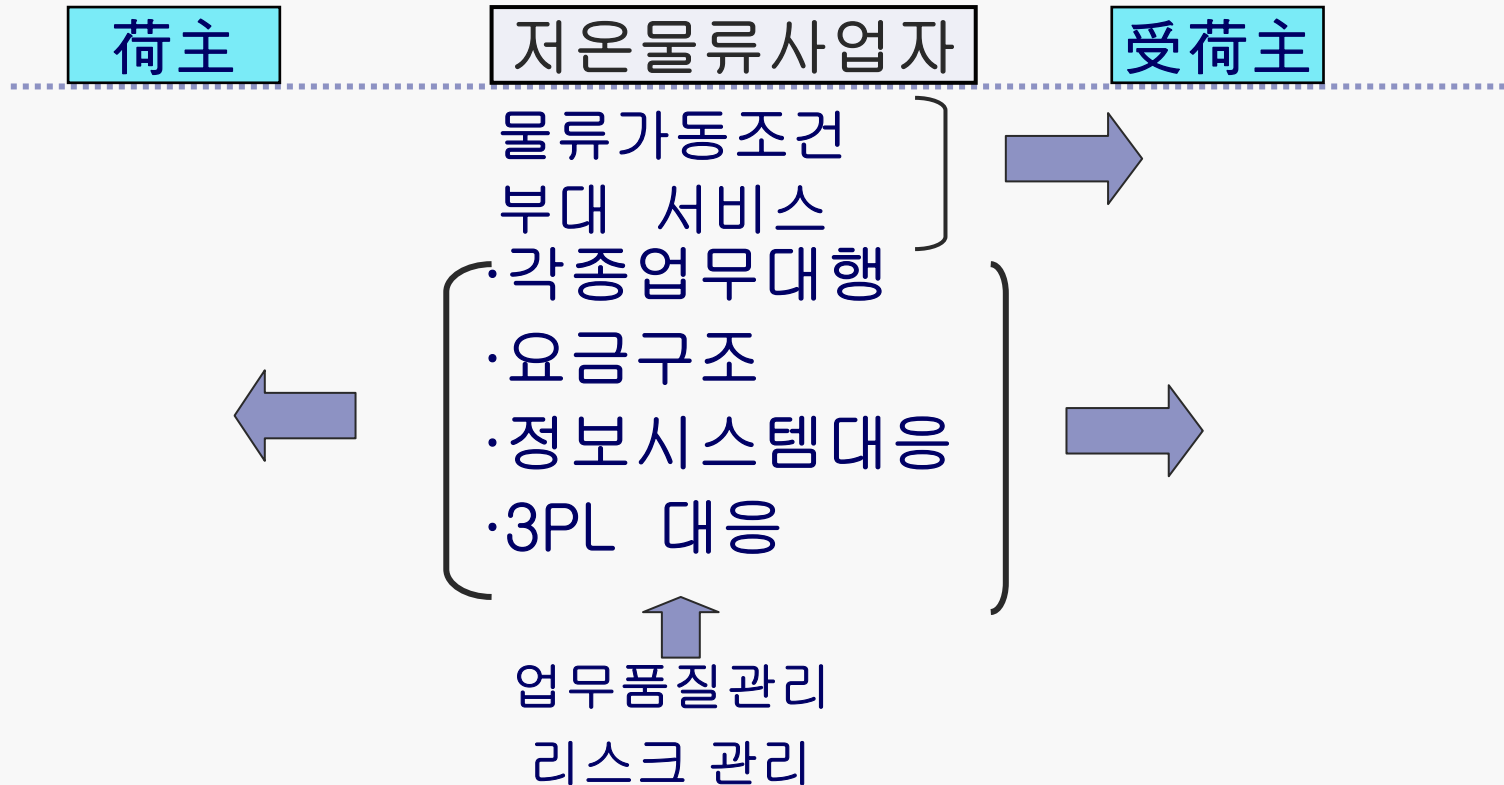 荷主 저온물류사업자 受荷主
물류가동조건
부대 서비스
·각종업무대행
·요금구조
·정보시스템대응
·3PL 대응
업무품질관리
리스크 관리